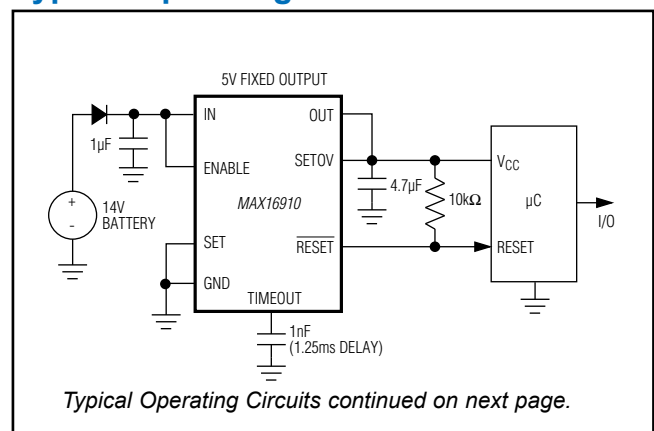 5V FIXED OUTPUT
IN
OUT
1µF
ENABLE
SETOV
VCC
4.7µF
10kΩ
µC
MAX16910
+
-
14V
BATTERY
I/O
SET
RESET
RESET
GND
TIMEOUT
1nF
(1.25ms DELAY)
Typical Operating Circuits continued on next page.